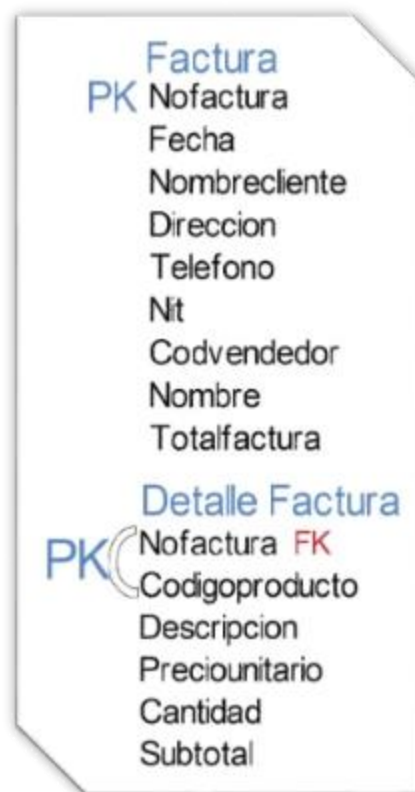 Factura
PK Nofactura
Fecha
Nombrecliente
Direccion
Telefono
Nit
Codvendedor
Nombre
Totalfactura
Detalle Factura
PK Nofactura FK
Codigoproducto
Descripcion
Preciounitario
Cantidad
Subtotal